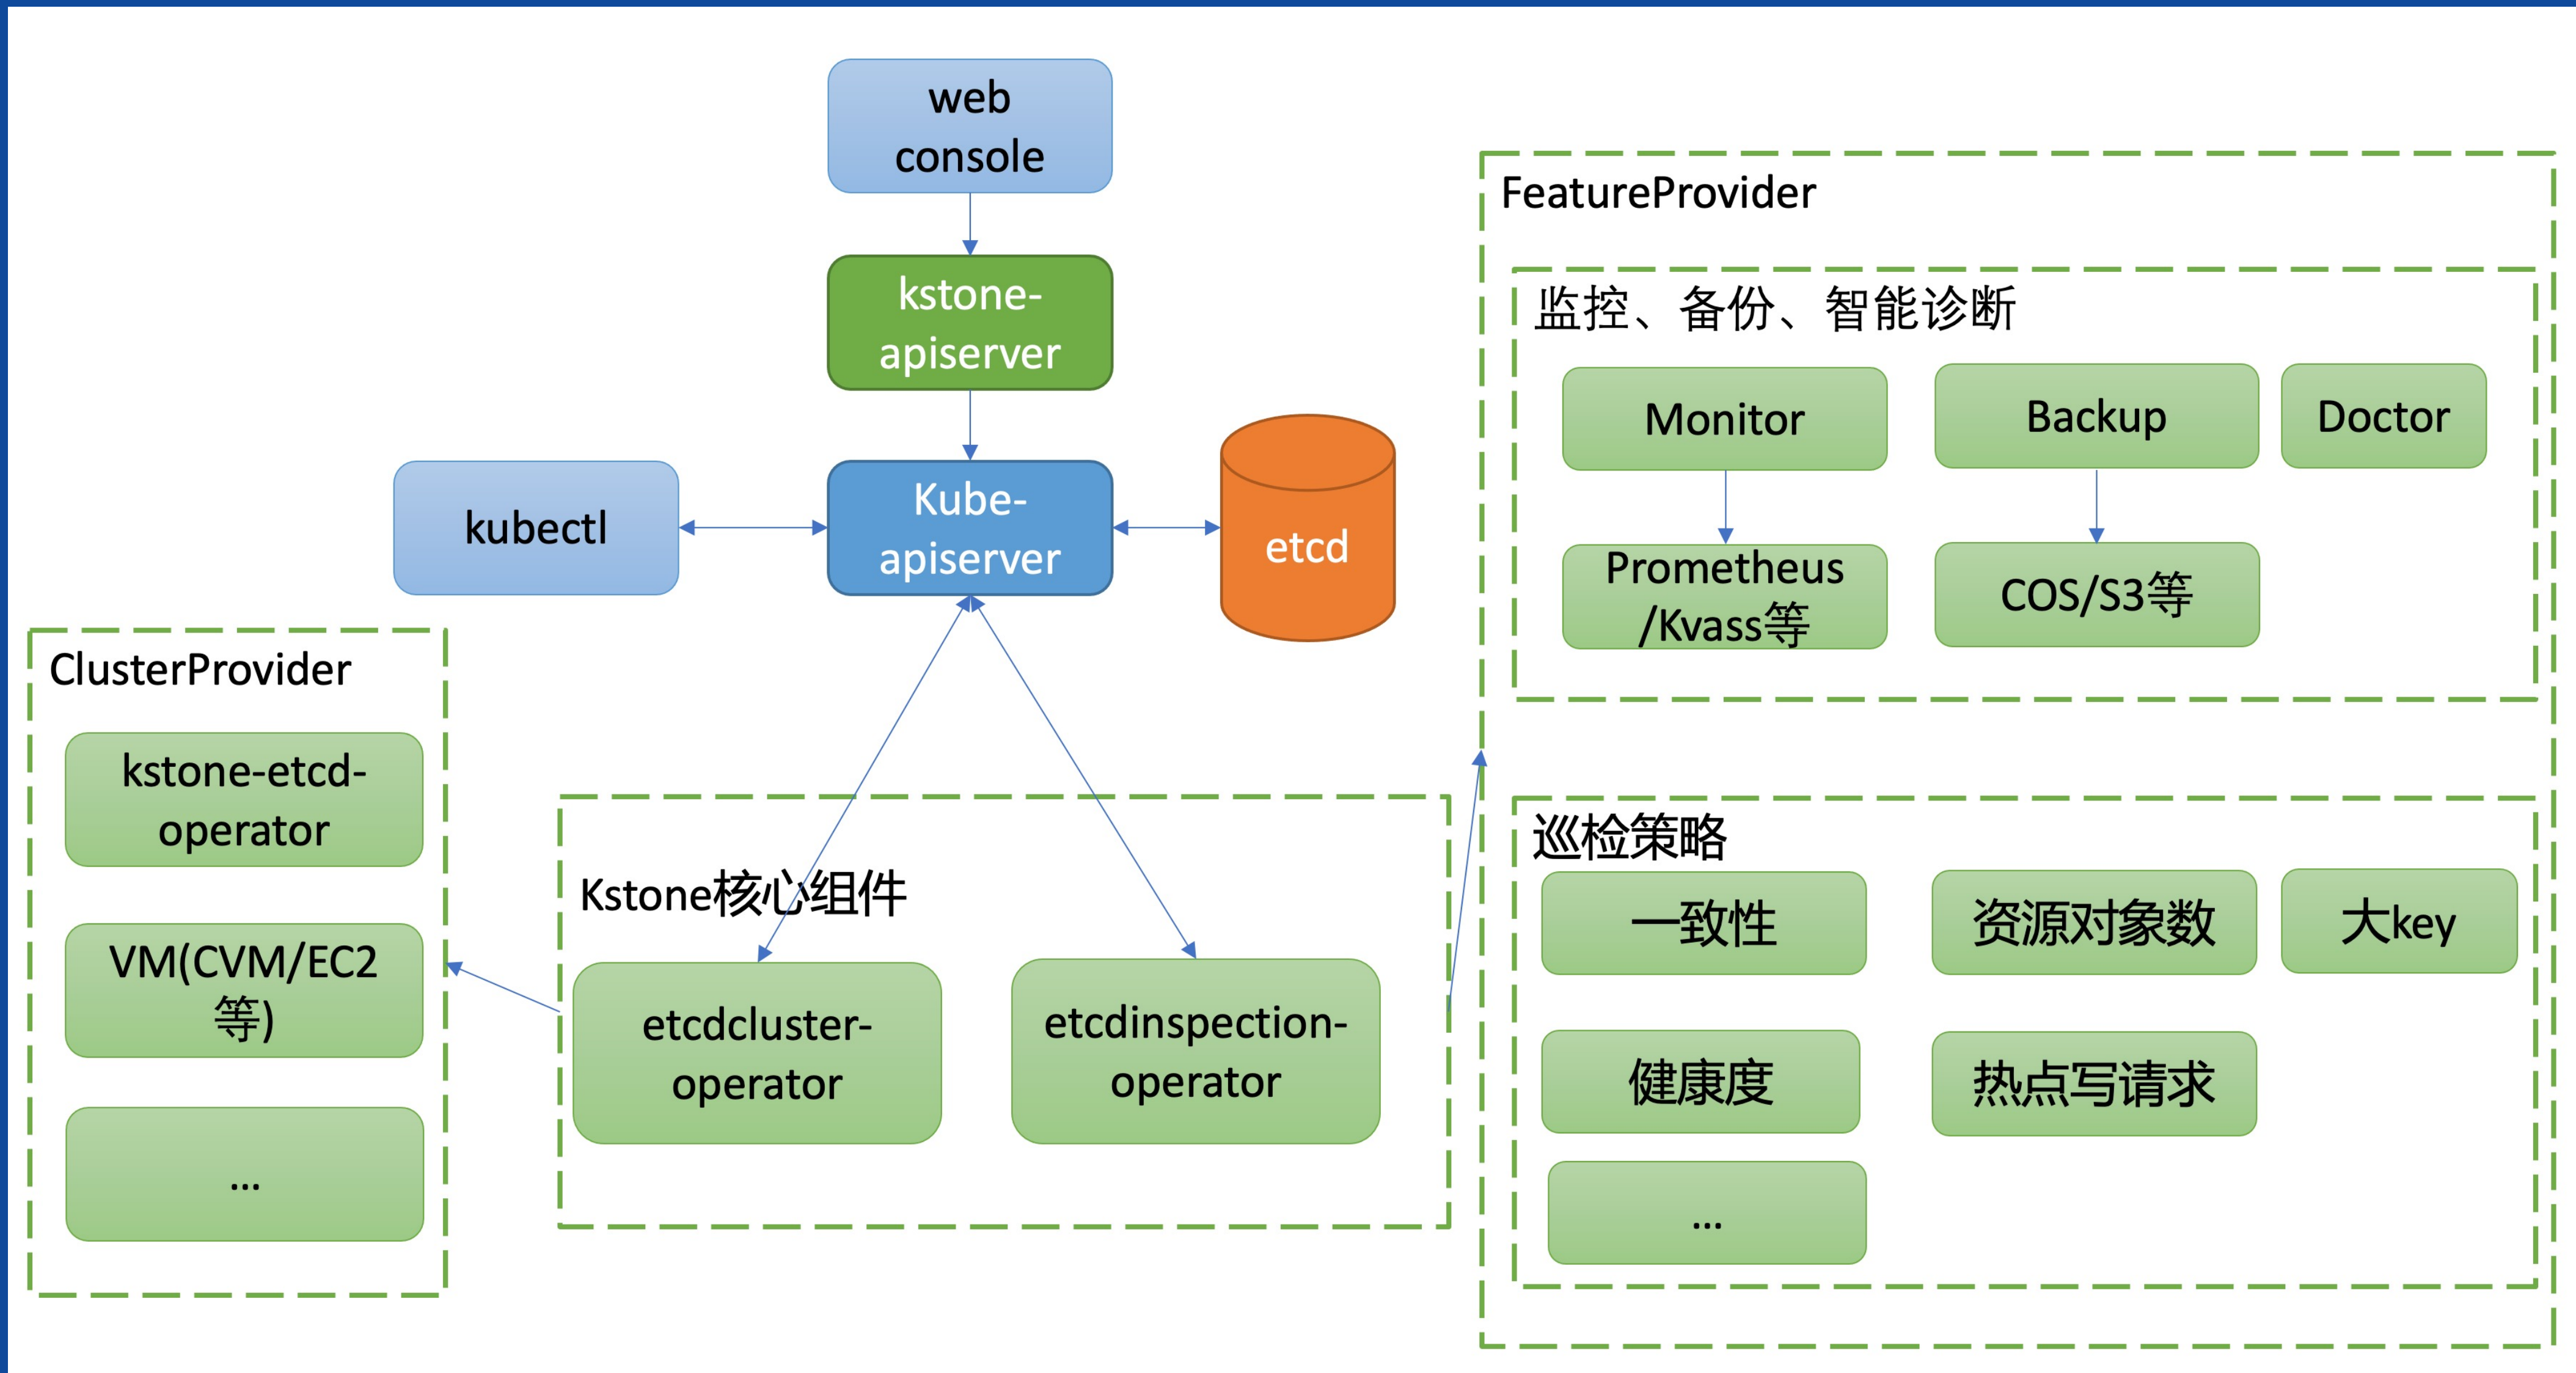 web
console
kstone-
apiserver
Kube-
apiserver
kubectl
etcd
ClusterProvider
kstone-etcd-
operator
VM(CVM/EC2
等)
...
Kstone核心组件
etcdcluster-
operator
etcdinspection-
operator
FeatureProvider
监控、备份、智能诊断
Monitor
Backup
Doctor
Prometheus
/Kvass等
COS/S3等
巡检策略
一致性
资源对象数
大key
健康度
热点写请求
...